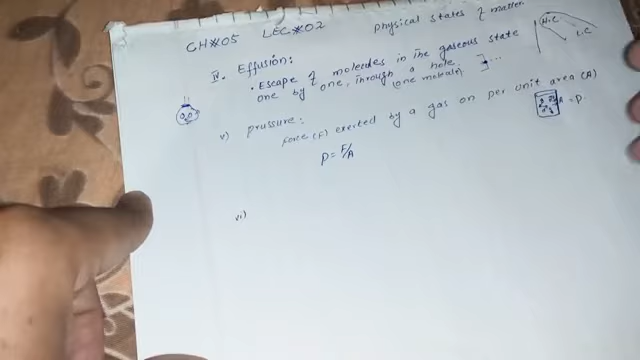 CH#05 LEC#02 physical states of matter
H.C
L.C
IV. Effusion:
• Escape of molecules in the gaseous state
one by one, through a hole.
(one molecule)
v) pressure:
Force (F) exerted by a gas on per unit area (A)
A = P
P = F/A
vi)